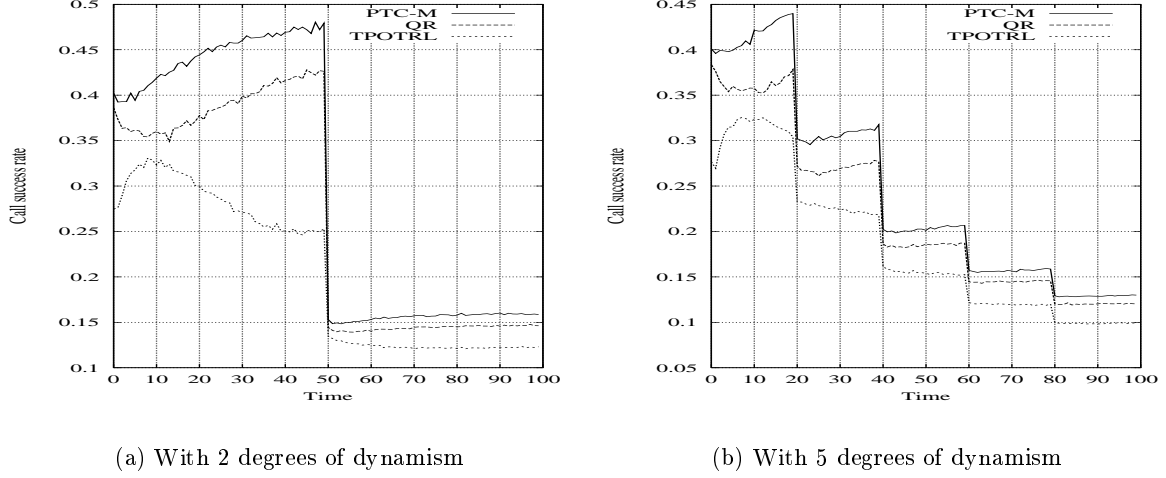 0.5
0.45
0.4
0.35
0.3
0.25
0.2
0.15
0.1
Call success rate
PTC-M
QR
TPOTRL
0 10 20 30 40 50 60 70 80 90 100
Time
(a) With 2 degrees of dynamism
0.45
0.4
0.35
0.3
0.25
0.2
0.15
0.1
0.05
Call success rate
PTC-M
QR
TPOTRL
0 10 20 30 40 50 60 70 80 90 100
Time
(b) With 5 degrees of dynamism